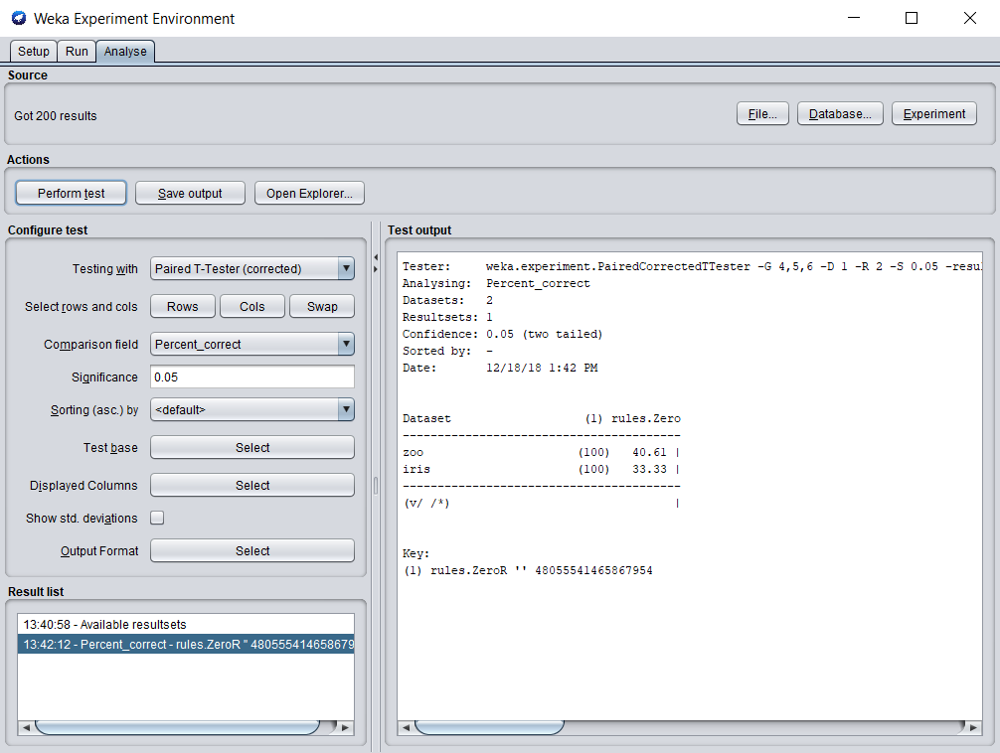 Weka Experiment Environment
Setup Run Analyse
Source
Got 200 results
File... Database... Experiment
Actions
Perform test Save output Open Explorer...
Configure test
Testing with Paired T-Tester (corrected)
Select rows and cols Rows Cols Swap
Comparison field Percent_correct
Significance 0.05
Sorting (asc.) by <default>
Test base Select
Displayed Columns Select
Show std. deviations
Output Format Select
Result list
13:40:58 - Available resultsets
13:42:12 - Percent_correct - rules.ZeroR '' 480555414658679
Test output
Tester: weka.experiment.PairedCorrectedTTester -G 4,5,6 -D 1 -R 2 -S 0.05 -resul
Analysing: Percent_correct
Datasets: 2
Resultsets: 1
Confidence: 0.05 (two tailed)
Sorted by: -
Date: 12/18/18 1:42 PM
Dataset (1) rules.Zero
----------------------------------------
zoo (100) 40.61 |
iris (100) 33.33 |
----------------------------------------
(v/ /*) |
Key:
(1) rules.ZeroR '' 48055541465867954